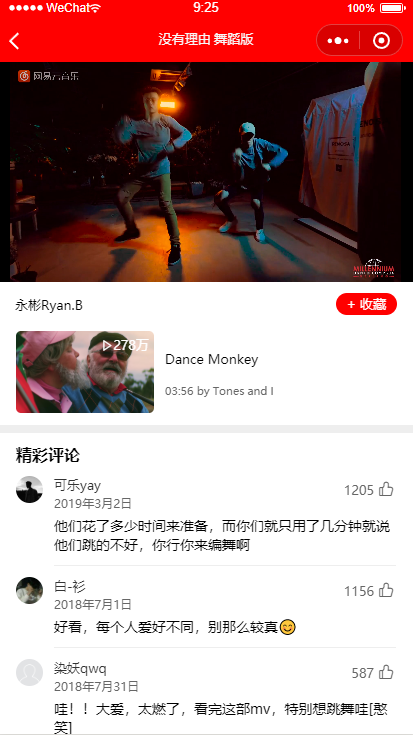 WeChat
9:25
100%
没有理由 舞蹈版
网易云音乐
MILLENNIUM
永彬Ryan.B
+ 收藏
278万
Dance Monkey
03:56 by Tones and I
精彩评论
可乐yay
1205
2019年3月2日
他们花了多少时间来准备，而你们就只用了几分钟就说
他们跳的不好，你行你来编舞啊
白-衫
1156
2018年7月1日
好看，每个人爱好不同，别那么较真😊
染妖qwq
587
2018年7月31日
哇！！大爱，太燃了，看完这部mv，特别想跳舞哇[憨
笑]